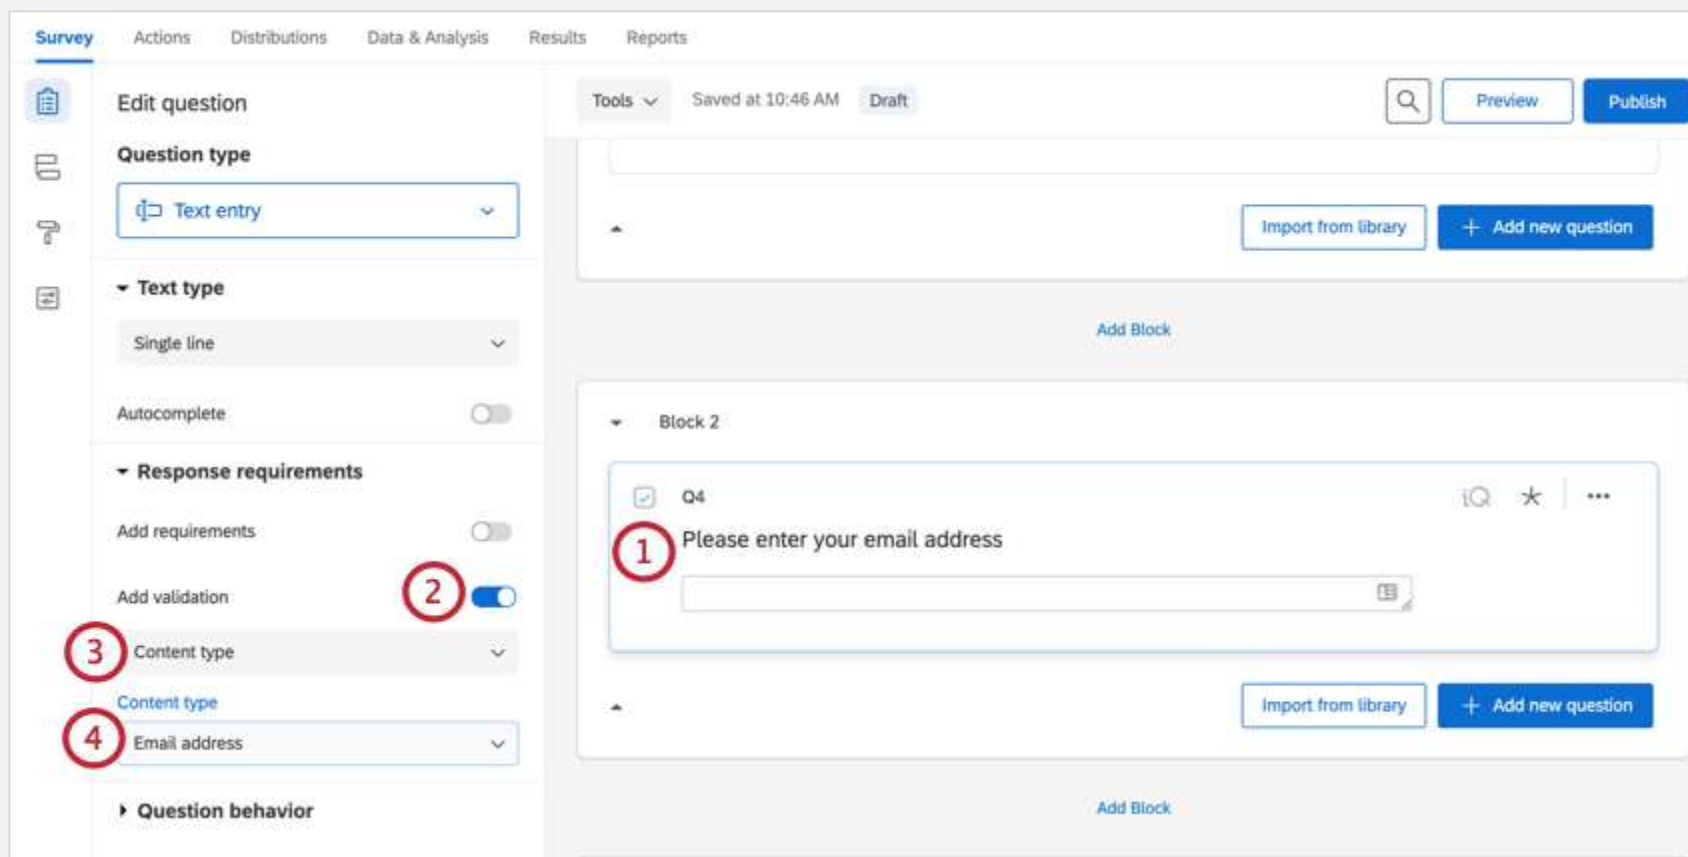 Survey Actions Distributions Data & Analysis Results Reports
Edit question
Question type
Text entry
Text type
Single line
Autocomplete
Response requirements
Add requirements
Add validation
2
3
Content type
Content type
4
Email address
Question behavior
Tools Saved at 10:46 AM Draft Preview Publish
Import from library + Add new question
Add Block
Block 2
Q4 iQ
1
Please enter your email address
Import from library + Add new question
Add Block